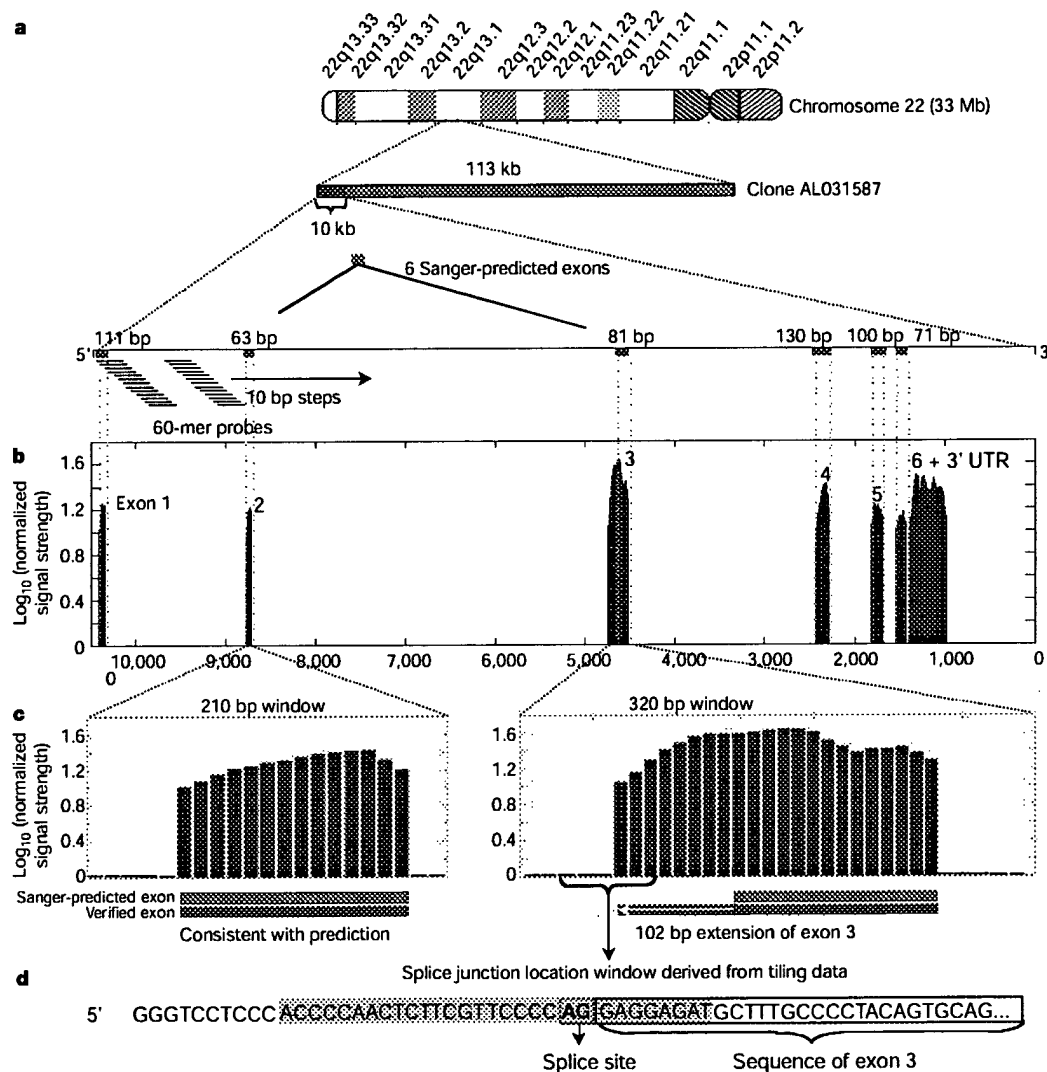 a
22q13.33
22q13.32
22q13.31
22q13.2
22q13.1
22q12.3
22q12.2
22q12.1
22q11.23
22q11.22
22q11.21
22q11.1
22p11.1
22p11.2
Chromosome 22 (33 Mb)
113 kb
Clone AL031587
10 kb
6 Sanger-predicted exons
111 bp 63 bp 81 bp 130 bp 100 bp 71 bp
5' 3
10 bp steps
60-mer probes
b
Log10 (normalized signal strength)
1.6
1.2
0.8
0.4
0
Exon 1 2 3 4 5 6 + 3' UTR
10,000 9,000 8,000 7,000 6,000 5,000 4,000 3,000 2,000 1,000 0
0
c
210 bp window 320 bp window
Log10 (normalized signal strength)
1.6 1.6
1.2 1.2
0.8 0.8
0.4 0.4
0 0
Sanger-predicted exon
Verified exon
Consistent with prediction
102 bp extension of exon 3
Splice junction location window derived from tiling data
d
5' GGGTCCTCCCACCCCAACTCTTCGTTCCCCAGGAGGAGATGCTTTGCCCCTACAGTGCAG...
Splice site Sequence of exon 3